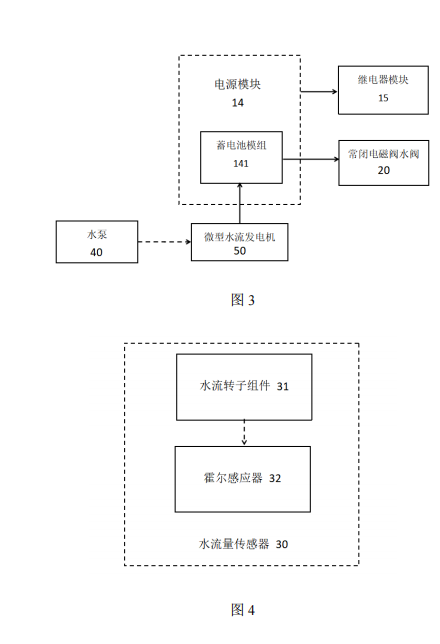 电源模块
14
继电器模块
15
蓄电池模组
141
常闭电磁阀水阀
20
水泵
40
微型水流发电机
50
图 3
水流转子组件 31
霍尔感应器 32
水流量传感器 30
图 4